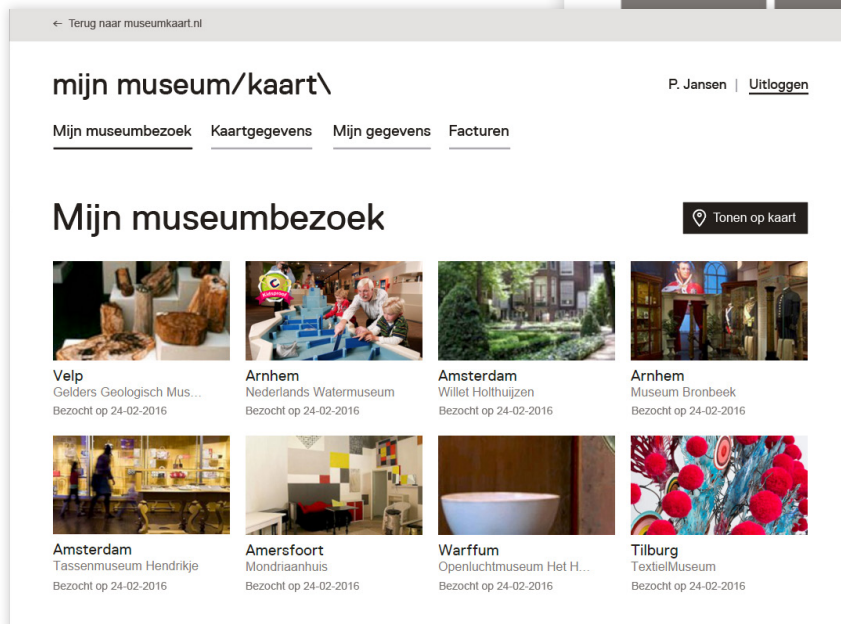 ← Terug naar museumkaart.nl
mijn museum/kaart\
P. Jansen | Uitloggen
Mijn museumbezoek Kaartgegevens Mijn gegevens Facturen
Mijn museumbezoek
Tonen op kaart
Kidsproof
Velp
Gelders Geologisch Mus...
Bezocht op 24-02-2016
Arnhem
Nederlands Watermuseum
Bezocht op 24-02-2016
Amsterdam
Willet Holthuijzen
Bezocht op 24-02-2016
Arnhem
Museum Bronbeek
Bezocht op 24-02-2016
Amsterdam
Tassenmuseum Hendrikje
Bezocht op 24-02-2016
Amersfoort
Mondriaanhuis
Bezocht op 24-02-2016
Warffum
Openluchtmuseum Het H...
Bezocht op 24-02-2016
Tilburg
TextielMuseum
Bezocht op 24-02-2016